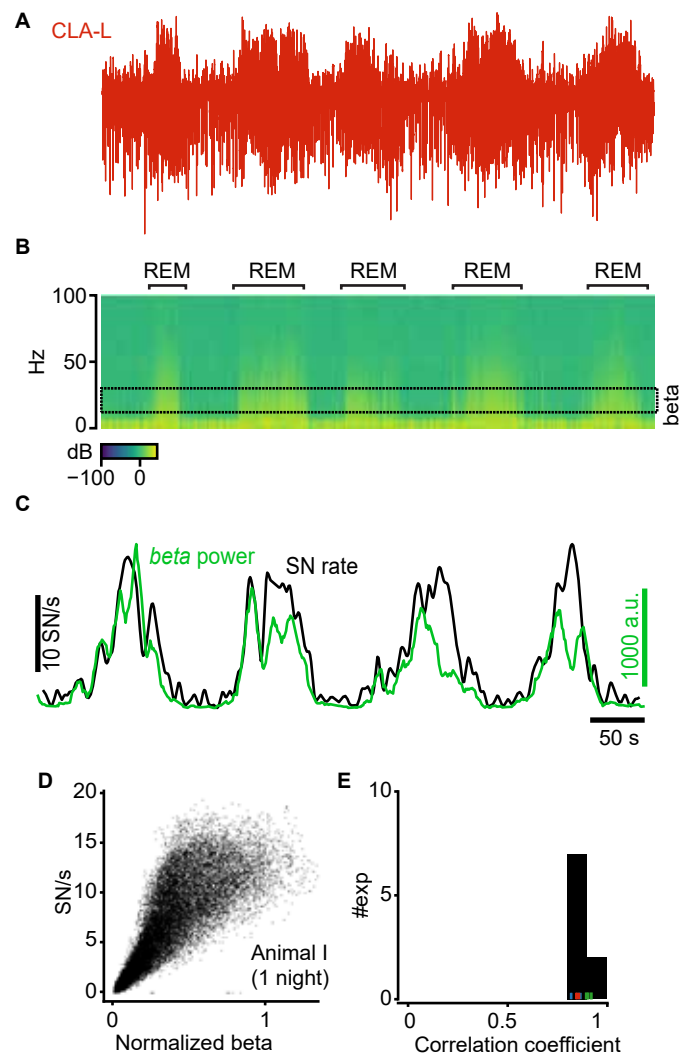 A
CLA-L
B
REM REM REM REM REM
100
50
0
Hz
beta
dB
−100 0
C
beta power
SN rate
10 SN/s
1000 a.u.
50 s
D
20
15
10
5
0
SN/s
Animal I
(1 night)
0 1
Normalized beta
E
10
5
0
#exp
0 0.5 1
Correlation coefficient